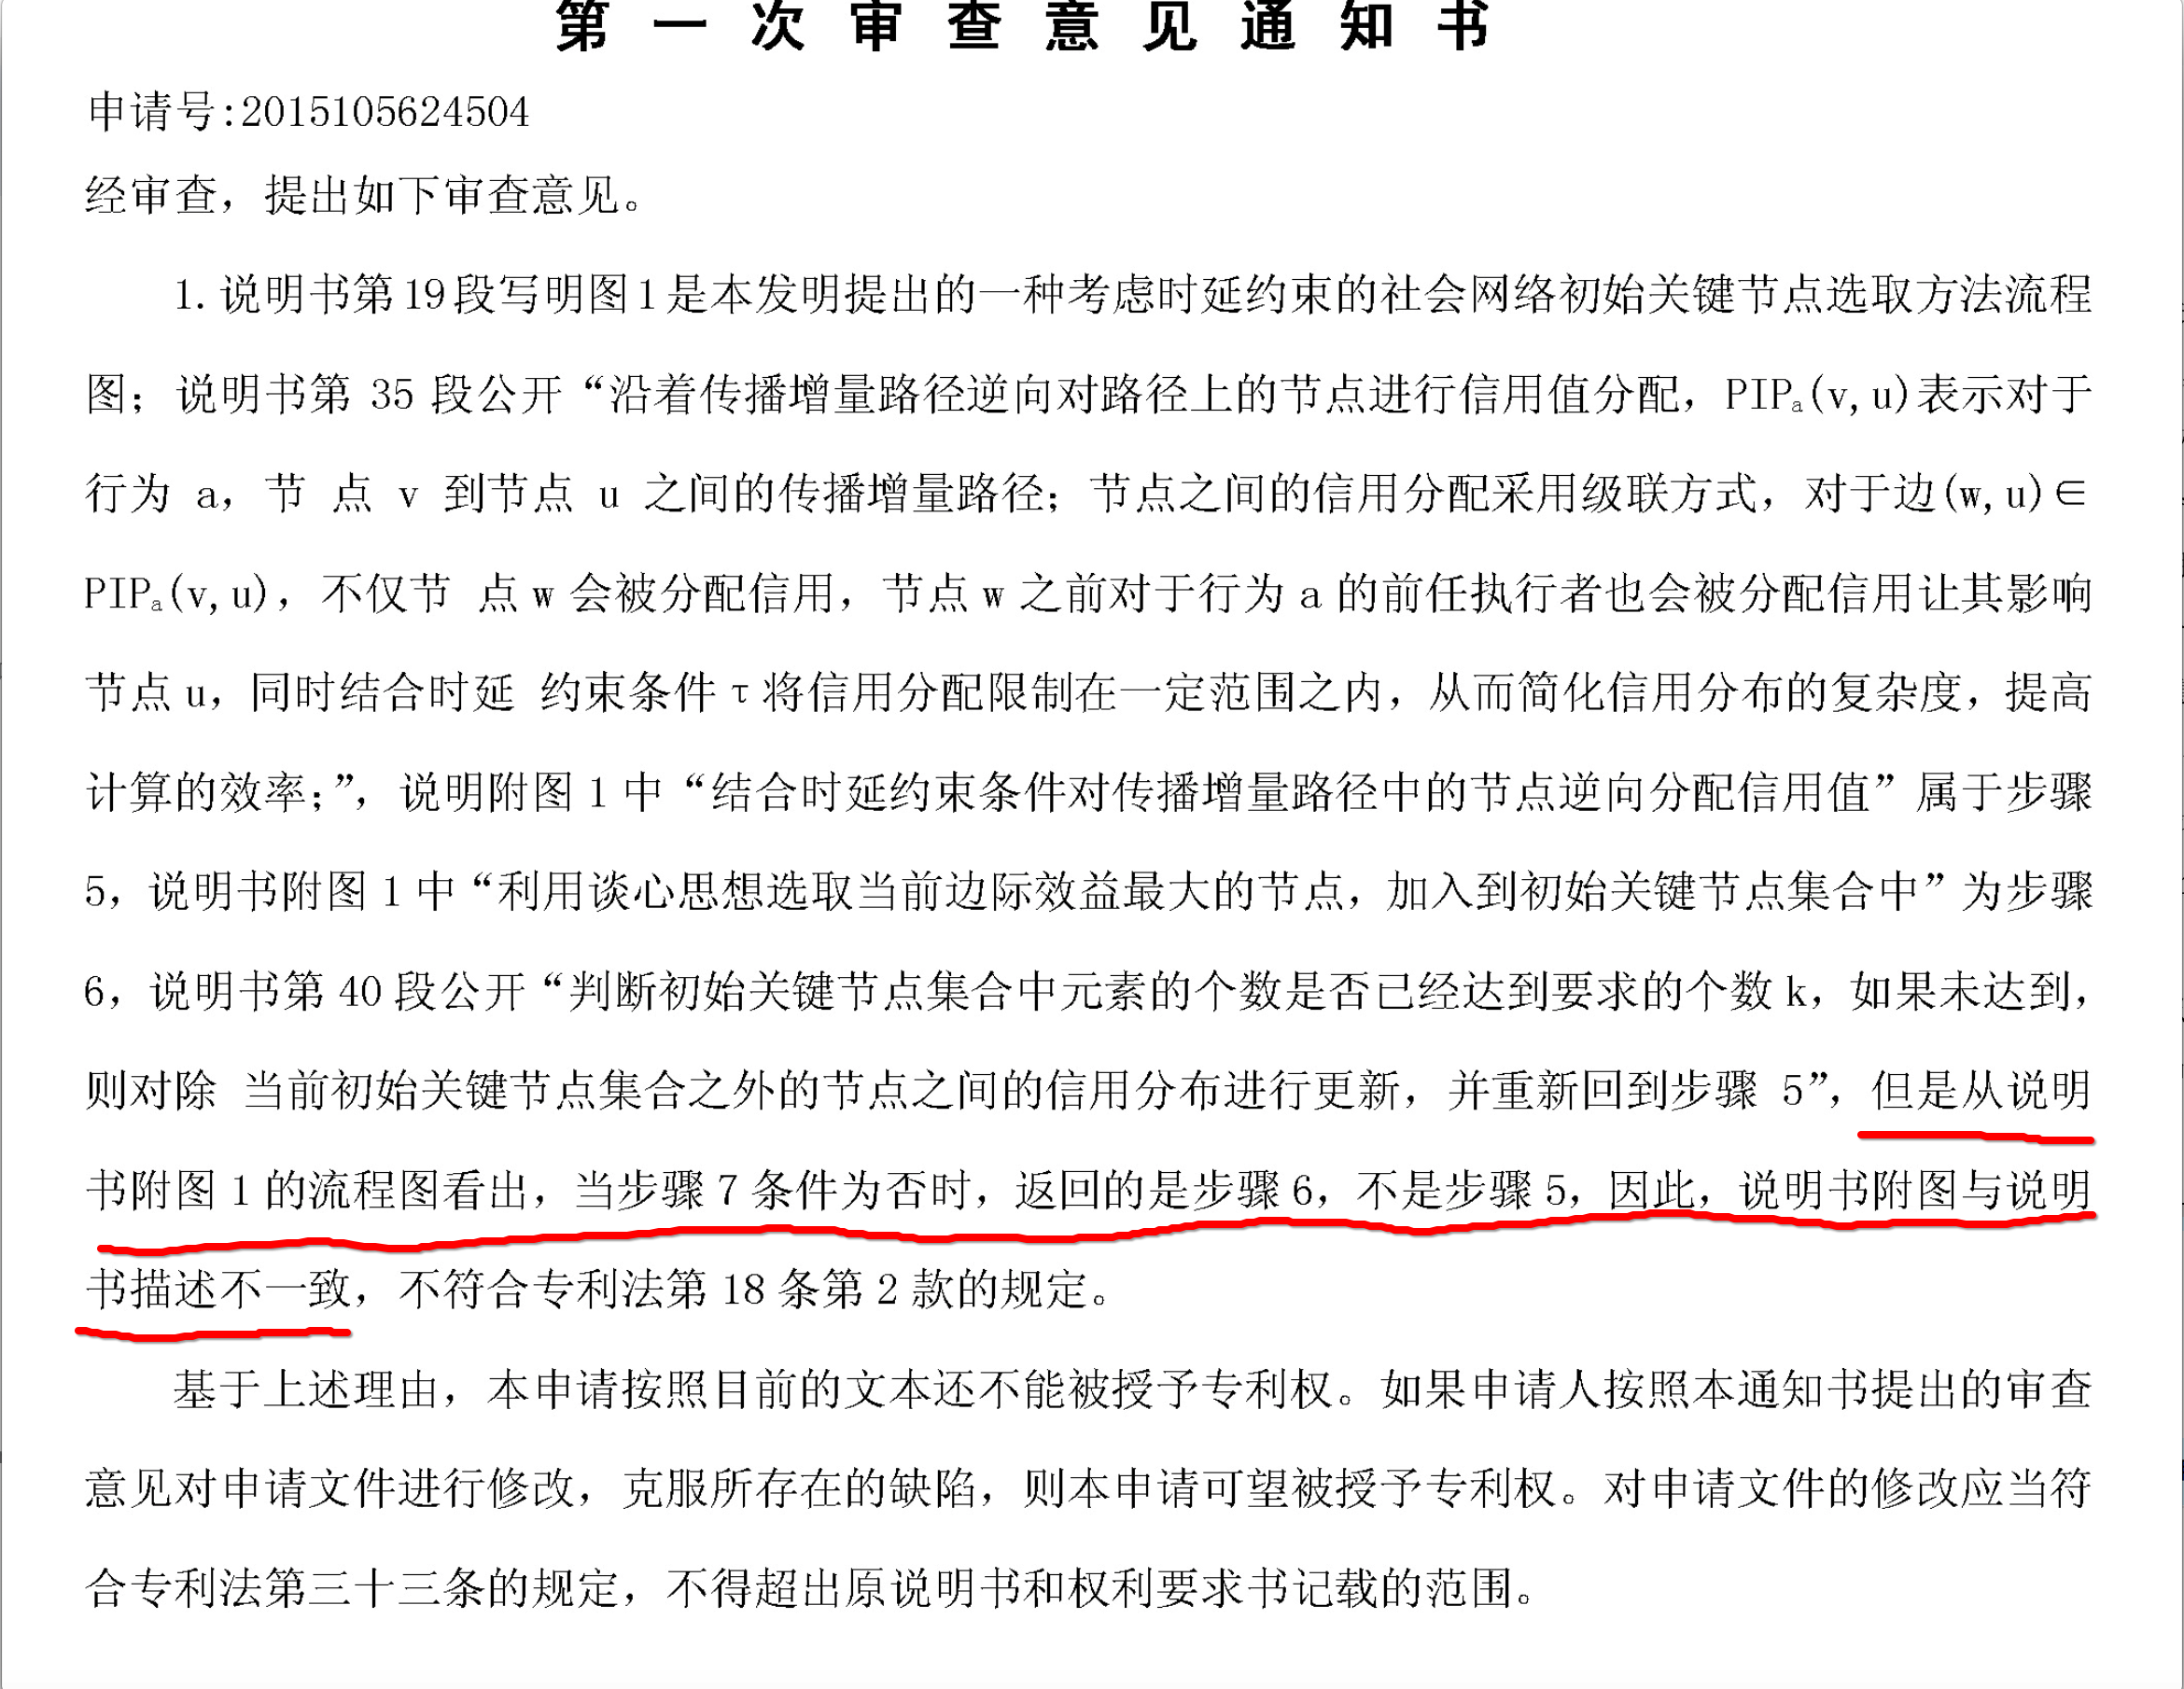 第一次审查意见通知书
申请号:2015105624504
经审查，提出如下审查意见。
1.说明书第19段写明图1是本发明提出的一种考虑时延约束的社会网络初始关键节点选取方法流程
图；说明书第 35 段公开“沿着传播增量路径逆向对路径上的节点进行信用值分配，PIPₐ(v,u)表示对于
行为 a，节 点 v 到节点 u 之间的传播增量路径；节点之间的信用分配采用级联方式，对于边(w,u)∈
PIPₐ(v,u)，不仅节 点 w 会被分配信用，节点 w 之前对于行为 a 的前任执行者也会被分配信用让其影响
节点 u，同时结合时延 约束条件 τ 将信用分配限制在一定范围之内，从而简化信用分布的复杂度，提高
计算的效率；”，说明附图 1 中“结合时延约束条件对传播增量路径中的节点逆向分配信用值”属于步骤
5，说明书附图 1 中“利用谈心思想选取当前边际效益最大的节点，加入到初始关键节点集合中”为步骤
6，说明书第 40 段公开“判断初始关键节点集合中元素的个数是否已经达到要求的个数 k，如果未达到，
则对除 当前初始关键节点集合之外的节点之间的信用分布进行更新，并重新回到步骤 5”，但是从说明
书附图 1 的流程图看出，当步骤 7 条件为否时，返回的是步骤 6，不是步骤 5，因此，说明书附图与说明
书描述不一致，不符合专利法第 18 条第 2 款的规定。
基于上述理由，本申请按照目前的文本还不能被授予专利权。如果申请人按照本通知书提出的审查
意见对申请文件进行修改，克服所存在的缺陷，则本申请可望被授予专利权。对申请文件的修改应当符
合专利法第三十三条的规定，不得超出原说明书和权利要求书记载的范围。